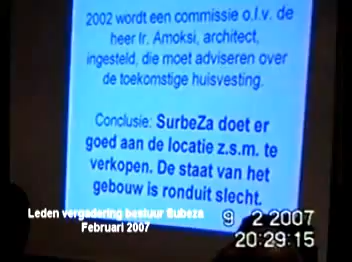 2002 wordt een commissie o.l.v. de
heer Ir. Amoksi, architect,
ingesteld, die moet adviseren over
de toekomstige huisvesting.
Conclusie: SurbeZa doet er
goed aan de locatie z.s.m. te
verkopen. De staat van het
gebouw is ronduit slecht.
Leden vergadering bestuur Subeza
Februari 2007
9 2 2007
20:29:15